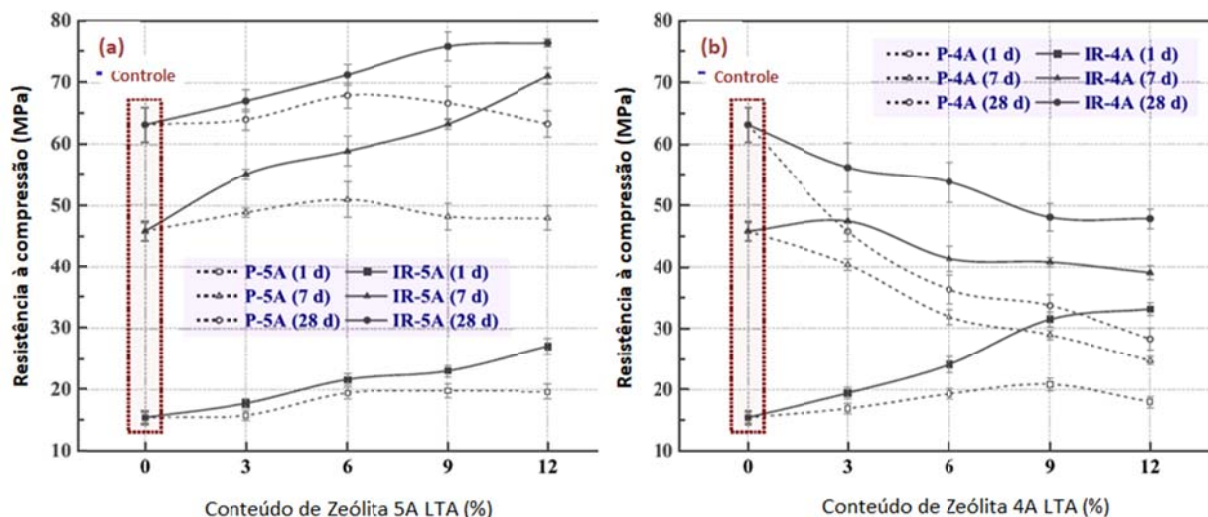 (a)
Controle
Resistência à compressão (MPa)
80
70
60
50
40
30
20
10
P-5A (1 d) IR-5A (1 d)
P-5A (7 d) IR-5A (7 d)
P-5A (28 d) IR-5A (28 d)
0 3 6 9 12
Conteúdo de Zeólita 5A LTA (%)
(b)
Controle
Resistência à compressão (MPa)
80
70
60
50
40
30
20
10
P-4A (1 d) IR-4A (1 d)
P-4A (7 d) IR-4A (7 d)
P-4A (28 d) IR-4A (28 d)
0 3 6 9 12
Conteúdo de Zeólita 4A LTA (%)